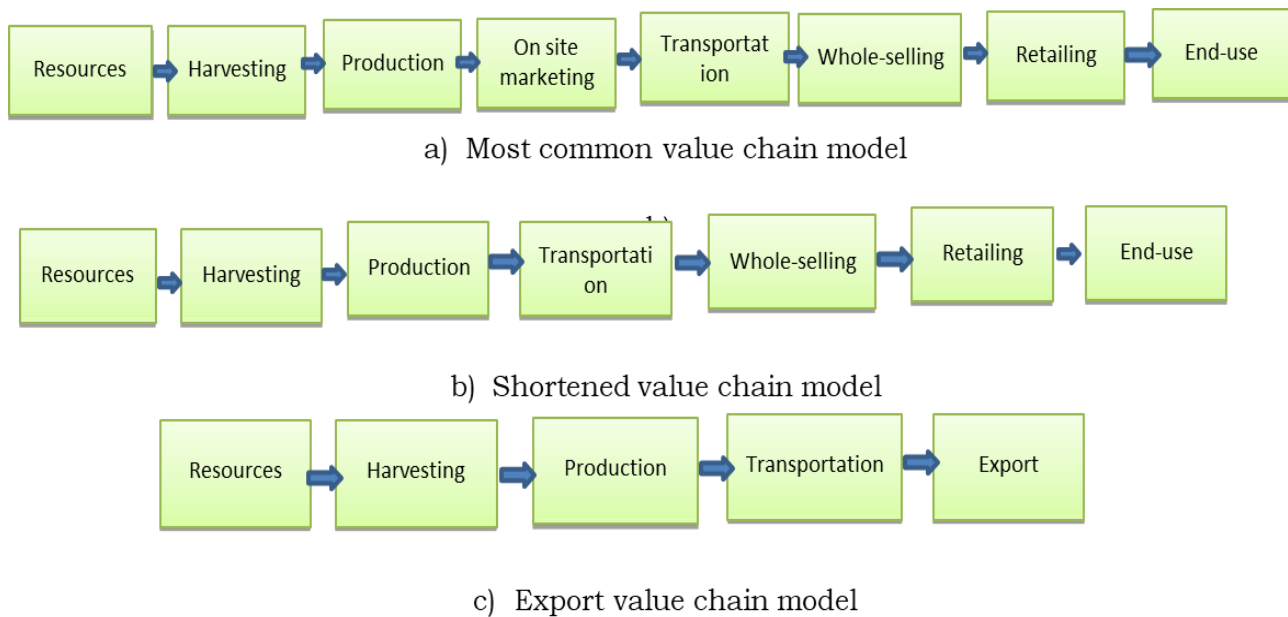 Resources
Harvesting
Production
On site
marketing
Transportat
ion
Whole-selling
Retailing
End-use
a) Most common value chain model
Resources
Harvesting
Production
Transportati
on
Whole-selling
Retailing
End-use
b) Shortened value chain model
Resources
Harvesting
Production
Transportation
Export
c) Export value chain model